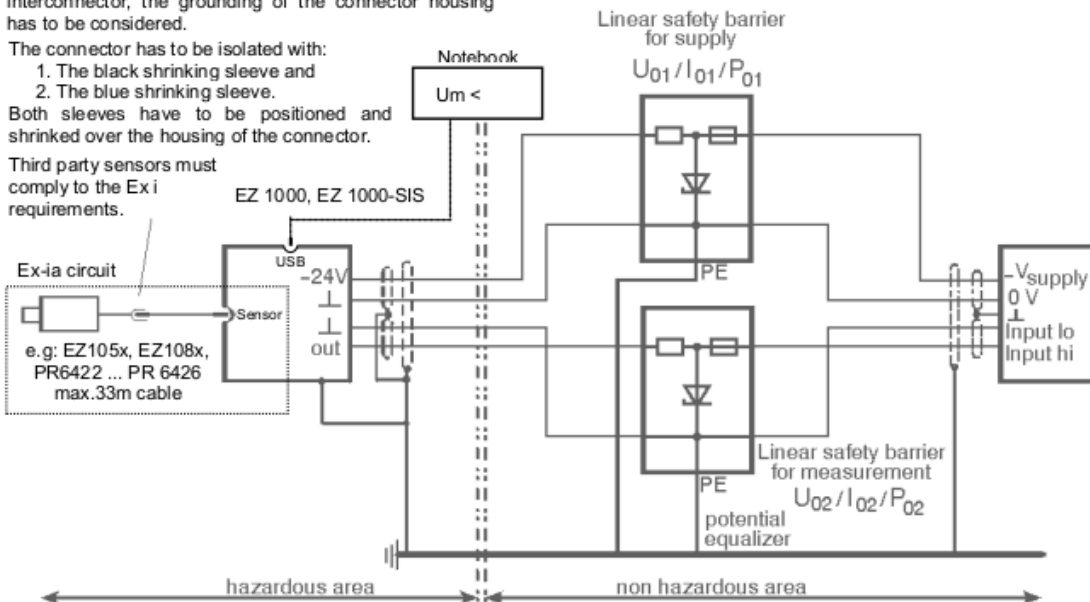 interconnector, the grounding of the connector housing
has to be considered.
The connector has to be isolated with:
1. The black shrinking sleeve and
2. The blue shrinking sleeve.
Both sleeves have to be positioned and
shrinked over the housing of the connector.
Third party sensors must
comply to the Ex i
requirements.
Notebook
Um <
EZ 1000, EZ 1000-SIS
Linear safety barrier
for supply
U01/I01/P01
PE
Ex-ia circuit
USB
-24V
⊥
Sensor
⊥
out
e.g: EZ105x, EZ108x,
PR6422 ... PR 6426
max.33m cable
-Vsupply
0 V
⊥
Input lo
Input hi
Linear safety barrier
for measurement
U02/I02/P02
PE
potential
equalizer
hazardous area
non hazardous area